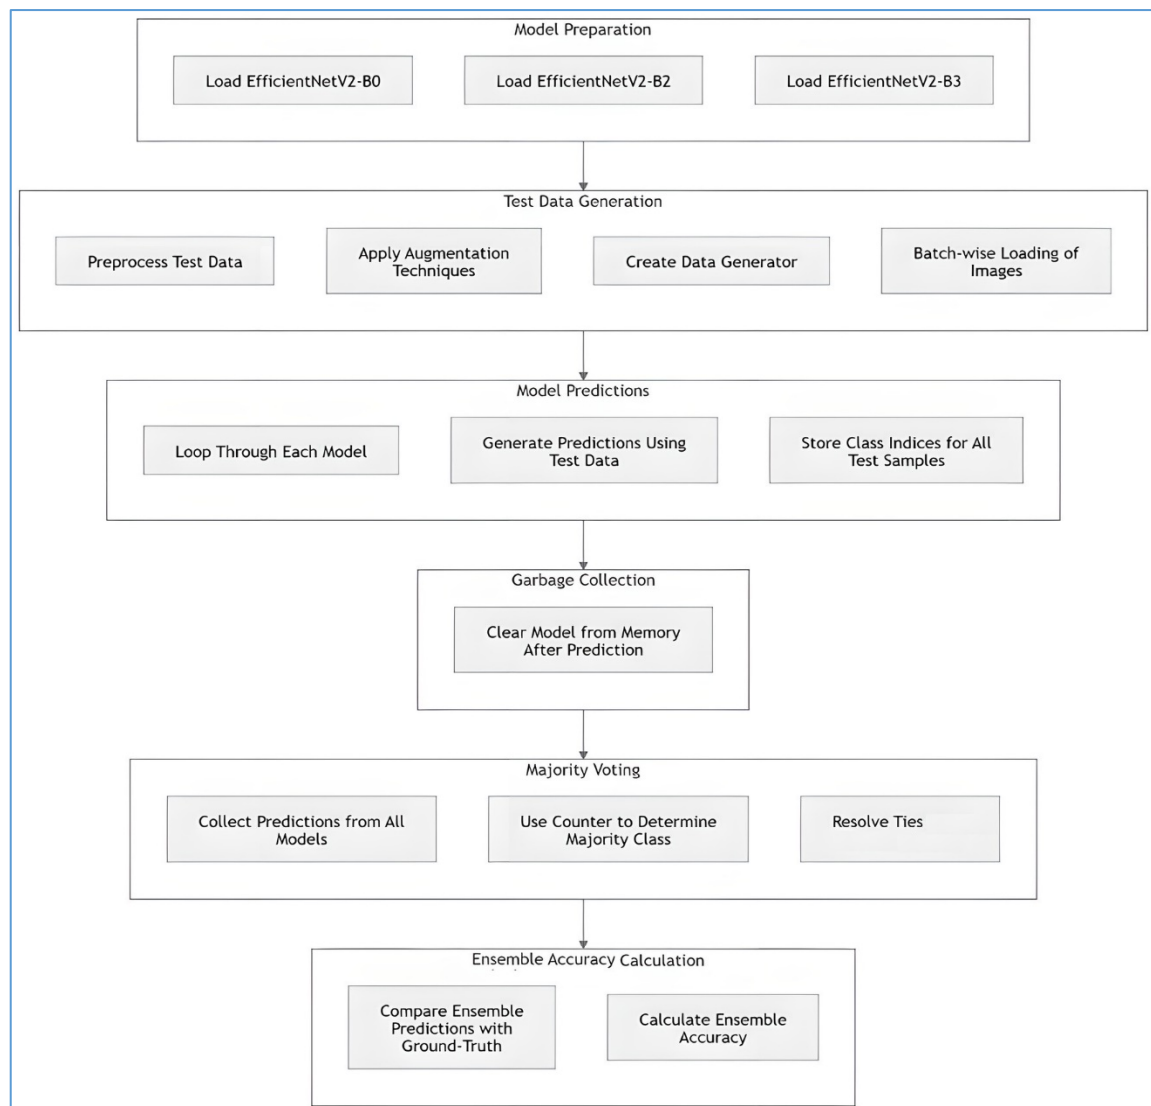 Model Preparation
Load EfficientNetV2-B0
Load EfficientNetV2-B2
Load EfficientNetV2-B3
Test Data Generation
Preprocess Test Data
Apply Augmentation
Techniques
Create Data Generator
Batch-wise Loading of
Images
Model Predictions
Loop Through Each Model
Generate Predictions Using
Test Data
Store Class Indices for All
Test Samples
Garbage Collection
Clear Model from Memory
After Prediction
Majority Voting
Collect Predictions from All
Models
Use Counter to Determine
Majority Class
Resolve Ties
Ensemble Accuracy Calculation
Compare Ensemble
Predictions with
Ground-Truth
Calculate Ensemble
Accuracy